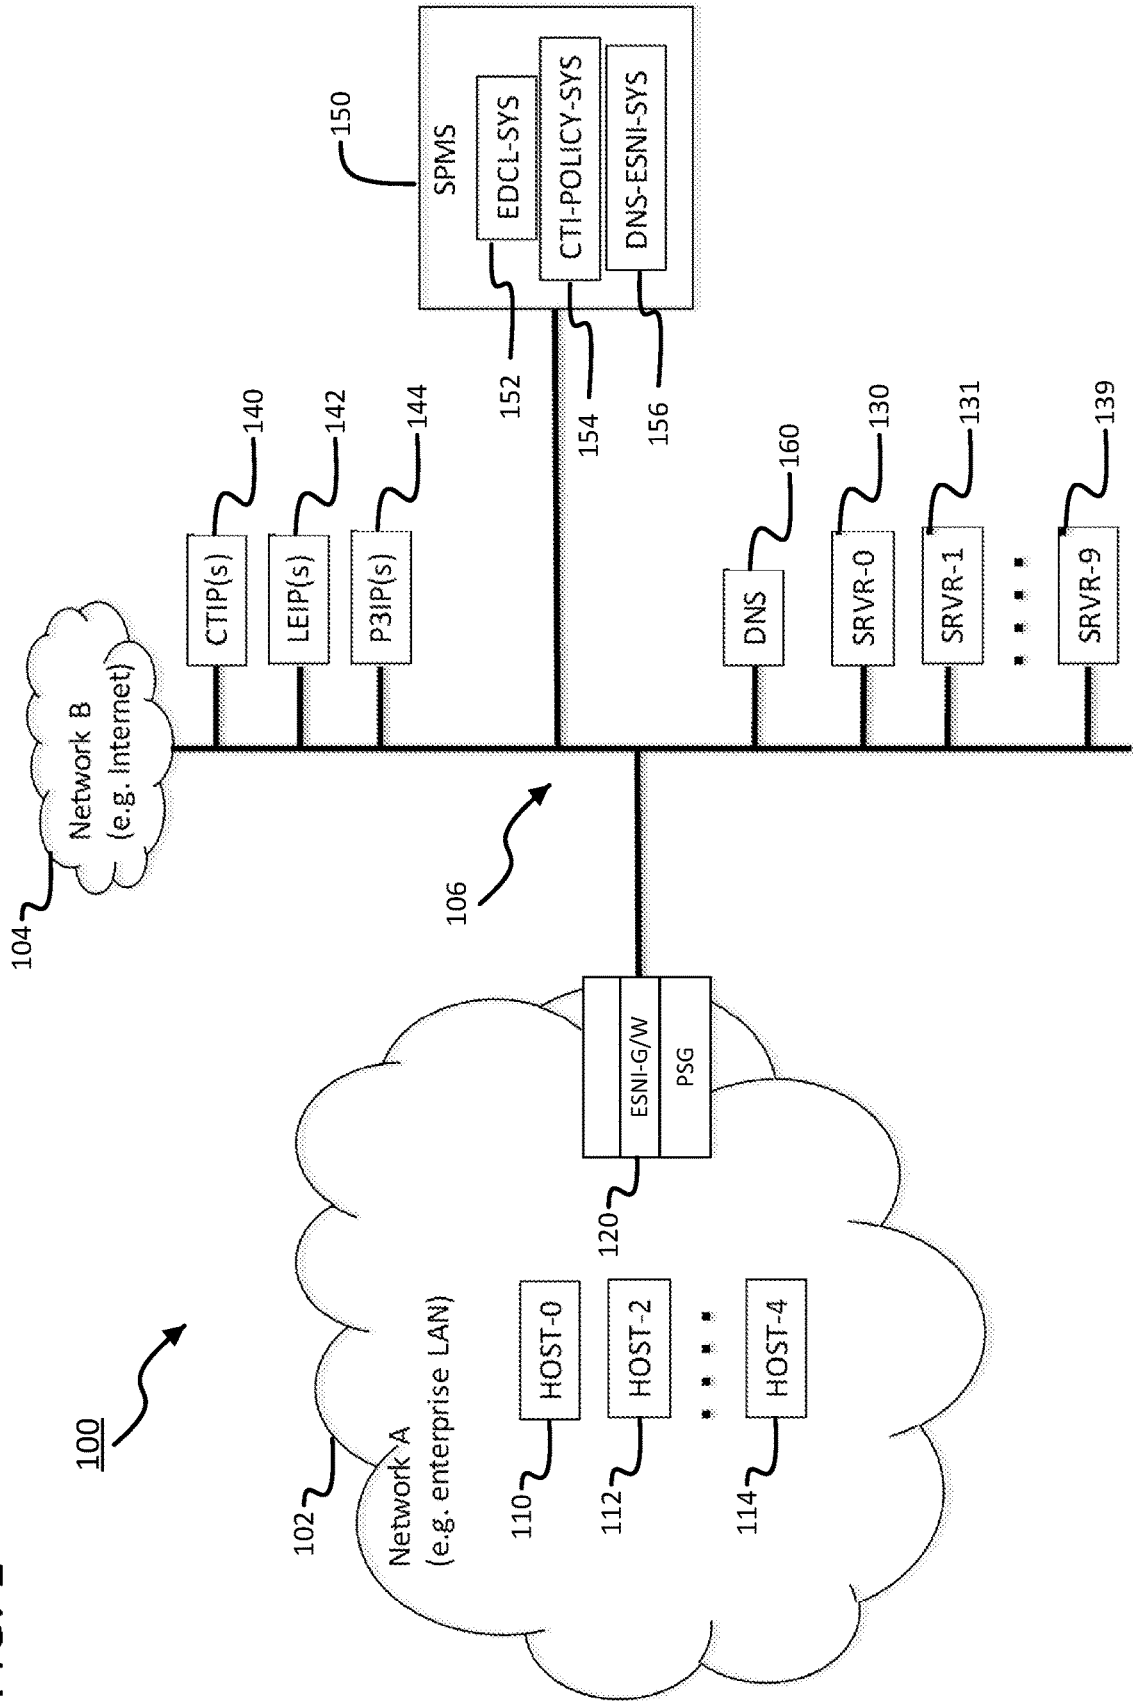 100
104
Network B
(e.g. Internet)
102
Network A
(e.g. enterprise LAN)
106
110
HOST-0
112
HOST-2
114
HOST-4
120
ESNI-G/W
PSG
CTIP(s)
140
LEIP(s)
142
P3IP(s)
144
150
SPMS
EDCL-SYS
152
CTI-POLICY-SYS
154
DNS-ESNI-SYS
156
DNS
160
SRVR-0
130
SRVR-1
131
SRVR-9
139